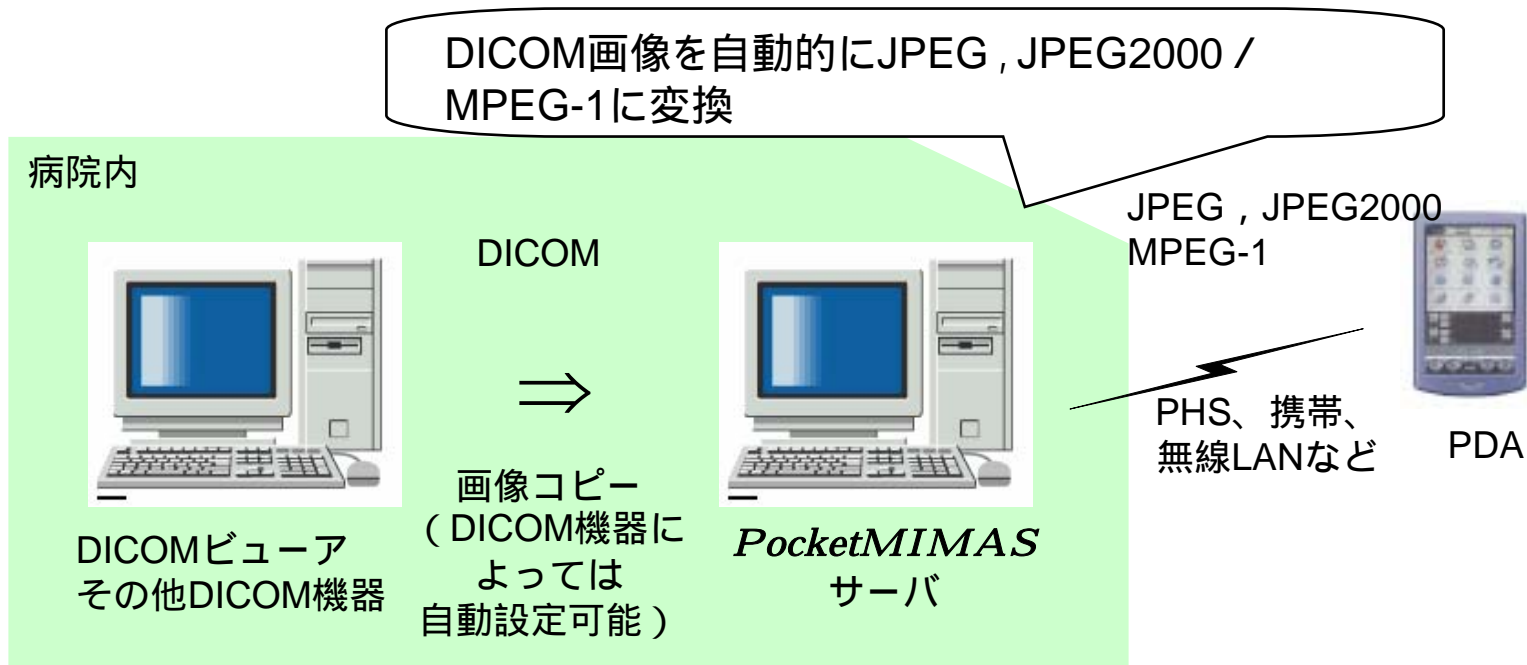 DICOM画像を自動的にJPEG , JPEG2000 /
MPEG-1に変換
病院内
DICOM
⇒
画像コピー
（DICOM機器に
よっては
自動設定可能）
DICOMビューア
その他DICOM機器
PocketMIMAS
サーバ
JPEG , JPEG2000
MPEG-1
PHS、携帯、
無線LANなど
PDA